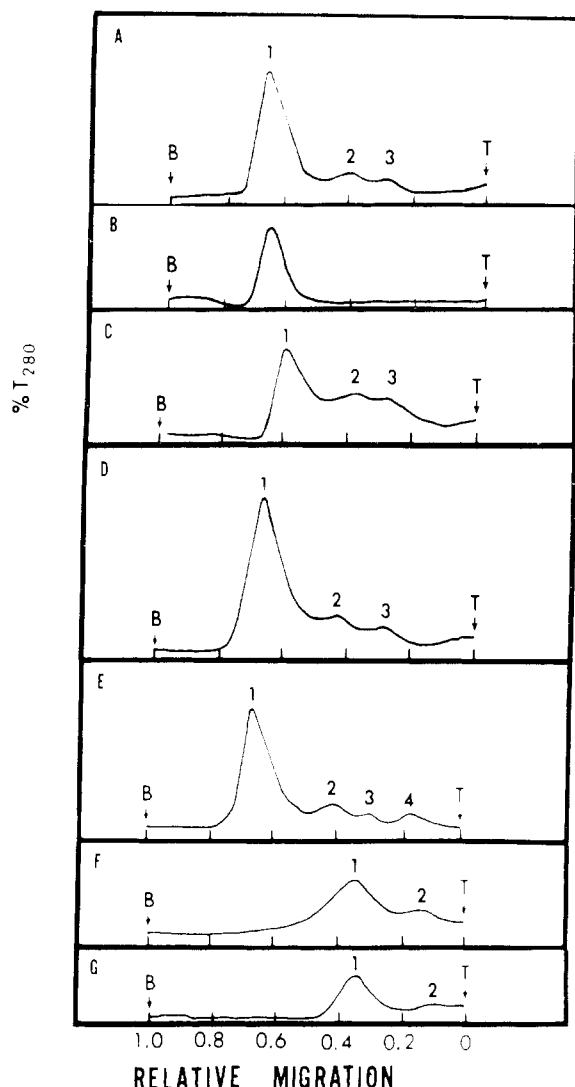 A
1
2 3
B T
B
B T
C
1
2 3
B T
% T280
D
1
2 3
B T
E
1
2 3 4
B T
F
1
2
B T
G
1
2
B T
1.0 0.8 0.6 0.4 0.2 0
RELATIVE MIGRATION